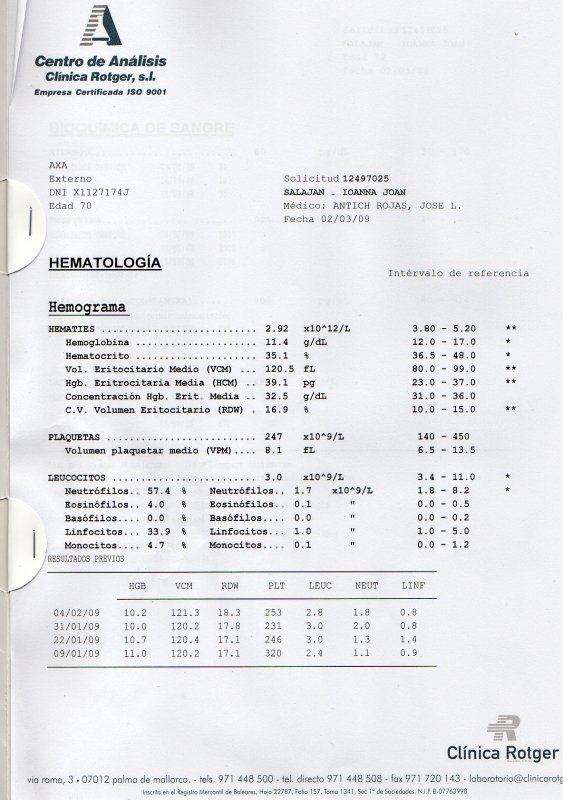 Centro de Análisis
Clínica Rotger, s.l.
Empresa Certificada ISO 9001
AXA
Externo
DNI X1127174J
Edad 70
Solicitud 12497025
SALAJAN . IOANNA JOAN
Médico: ANTICH ROJAS, JOSE L.
Fecha 02/03/09
HEMATOLOGÍA
Intérvalo de referencia
Hemograma
HEMATIES .......................... 2.92 x10^12/L 3.80 - 5.20 **
Hemoglobina ..................... 11.4 g/dL 12.0 - 17.0 *
Hematocrito ..................... 35.1 % 36.5 - 48.0 *
Vol. Eritocitario Medio (VCM) ... 120.5 fL 80.0 - 99.0 **
Hgb. Eritrocitaria Media (HCM) .. 39.1 pg 23.0 - 37.0 **
Concentración Hgb. Erit. Media .. 32.5 g/dL 31.0 - 36.0
C.V. Volumen Eritocitario (RDW) . 16.9 % 10.0 - 15.0 **
PLAQUETAS ......................... 247 x10^9/L 140 - 450
Volumen plaquetar medio (VPM).... 8.1 fL 6.5 - 13.5
LEUCOCITOS ........................ 3.0 x10^9/L 3.4 - 11.0 *
Neutrófilos.. 57.4 % Neutrófilos.. 1.7 x10^9/L 1.8 - 8.2 *
Eosinófilos.. 4.0 % Eosinófilos.. 0.1 " 0.0 - 0.5
Basófilos.... 0.0 % Basófilos.... 0.0 " 0.0 - 0.2
Linfocitos... 33.9 % Linfocitos... 1.0 " 1.0 - 5.0
Monocitos.... 4.7 % Monocitos.... 0.1 " 0.0 - 1.2
RESULTADOS PREVIOS
HGB VCM RDW PLT LEUC NEUT LINF
04/02/09 10.2 121.3 18.3 253 2.8 1.8 0.8
31/01/09 10.0 120.2 17.8 231 3.0 2.0 0.8
22/01/09 10.7 120.4 17.1 246 3.0 1.3 1.4
09/01/09 11.0 120.2 17.1 320 2.4 1.1 0.9
Clínica Rotger
via roma, 3 • 07012 palma de mallorca. - tels. 971 448 500 - tel. directo 971 448 508 - fax 971 720 143 - laboratorio@clinicarotg
Inscrita en el Registro Mercantil de Baleares, Hoja 22787, Folio 157, Tomo 1341, Sec 1ª de Sociedades. N.I.F. B-07763998